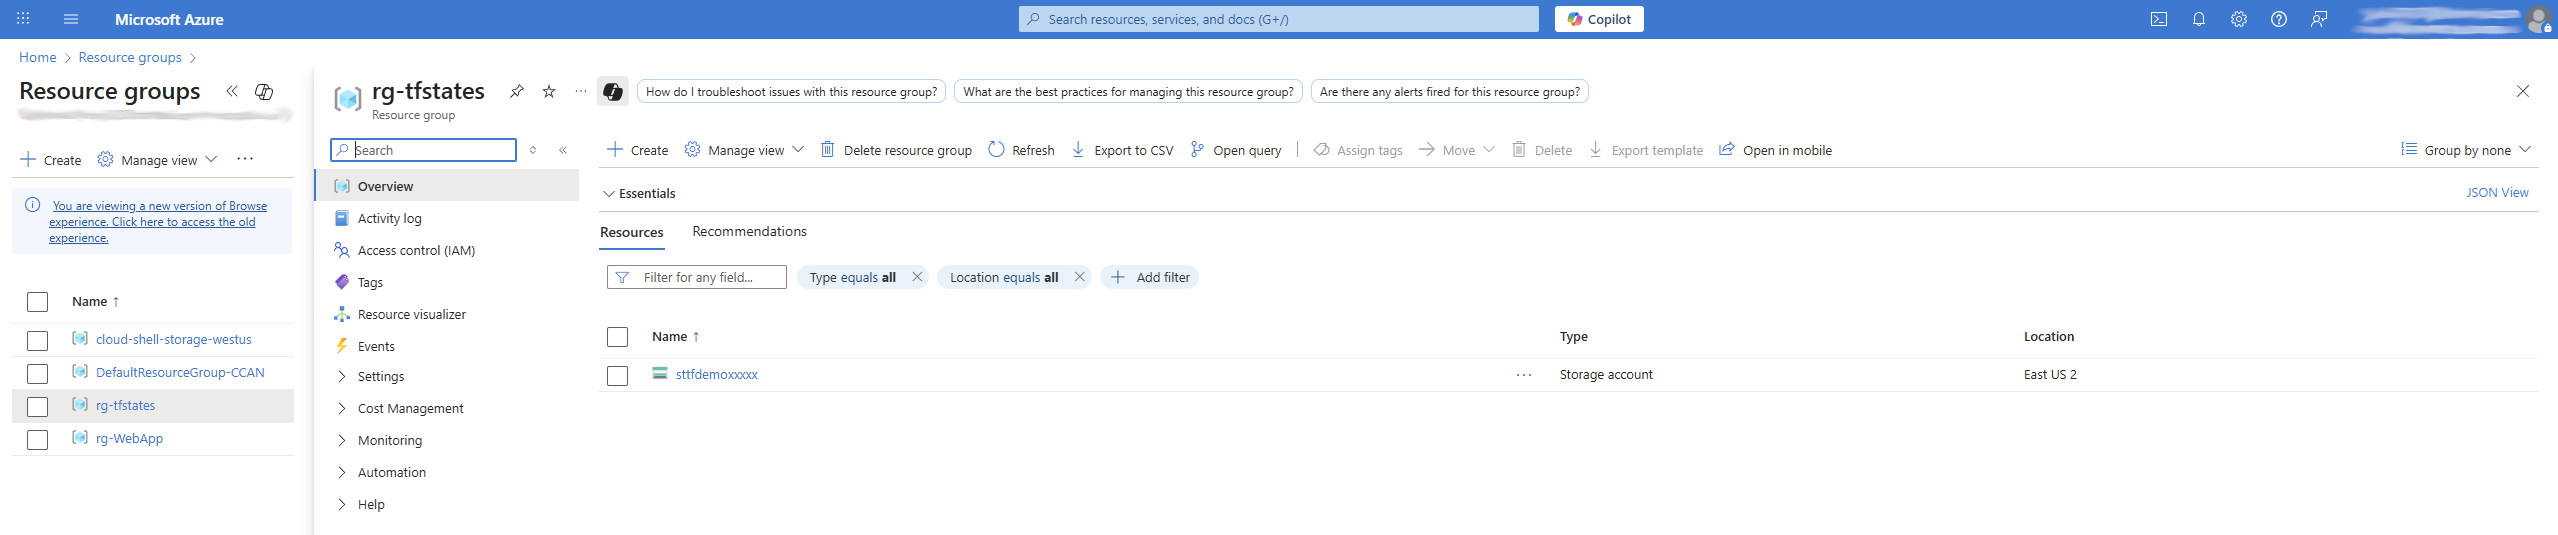 Microsoft Azure
Search resources, services, and docs (G+/)
Copilot
Home > Resource groups >
Resource groups
+ Create Manage view ...
You are viewing a new version of Browse
experience. Click here to access the old
experience.
Name ↑
cloud-shell-storage-westus
DefaultResourceGroup-CCAN
rg-tfstates
rg-WebApp
rg-tfstates
Resource group
Search
Overview
Activity log
Access control (IAM)
Tags
Resource visualizer
Events
Settings
Cost Management
Monitoring
Automation
Help
How do I troubleshoot issues with this resource group? What are the best practices for managing this resource group? Are there any alerts fired for this resource group?
+ Create Manage view Delete resource group Refresh Export to CSV Open query Assign tags Move Delete Export template Open in mobile Group by none
Essentials JSON View
Resources Recommendations
Filter for any field... Type equals all Location equals all Add filter
Name ↑ Type Location
sttfdemoxxxxx ... Storage account East US 2